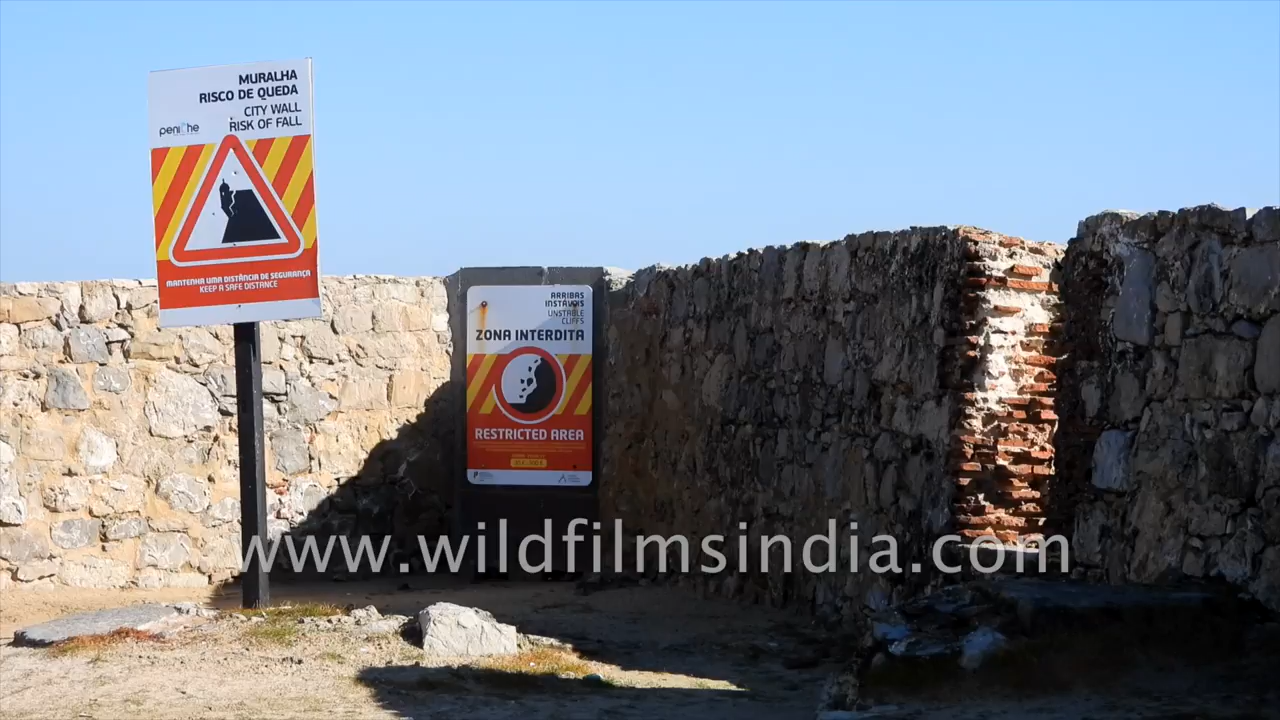 MURALHA
RISCO DE QUEDA
CITY WALL
RISK OF FALL
peniche
MANTENHA UMA DISTÂNCIA DE SEGURANÇA
KEEP A SAFE DISTANCE
ARRIBAS
INSTÁVEIS
UNSTABLE
CLIFFS
ZONA INTERDITA
RESTRICTED AREA
www.wildfilmsindia.com